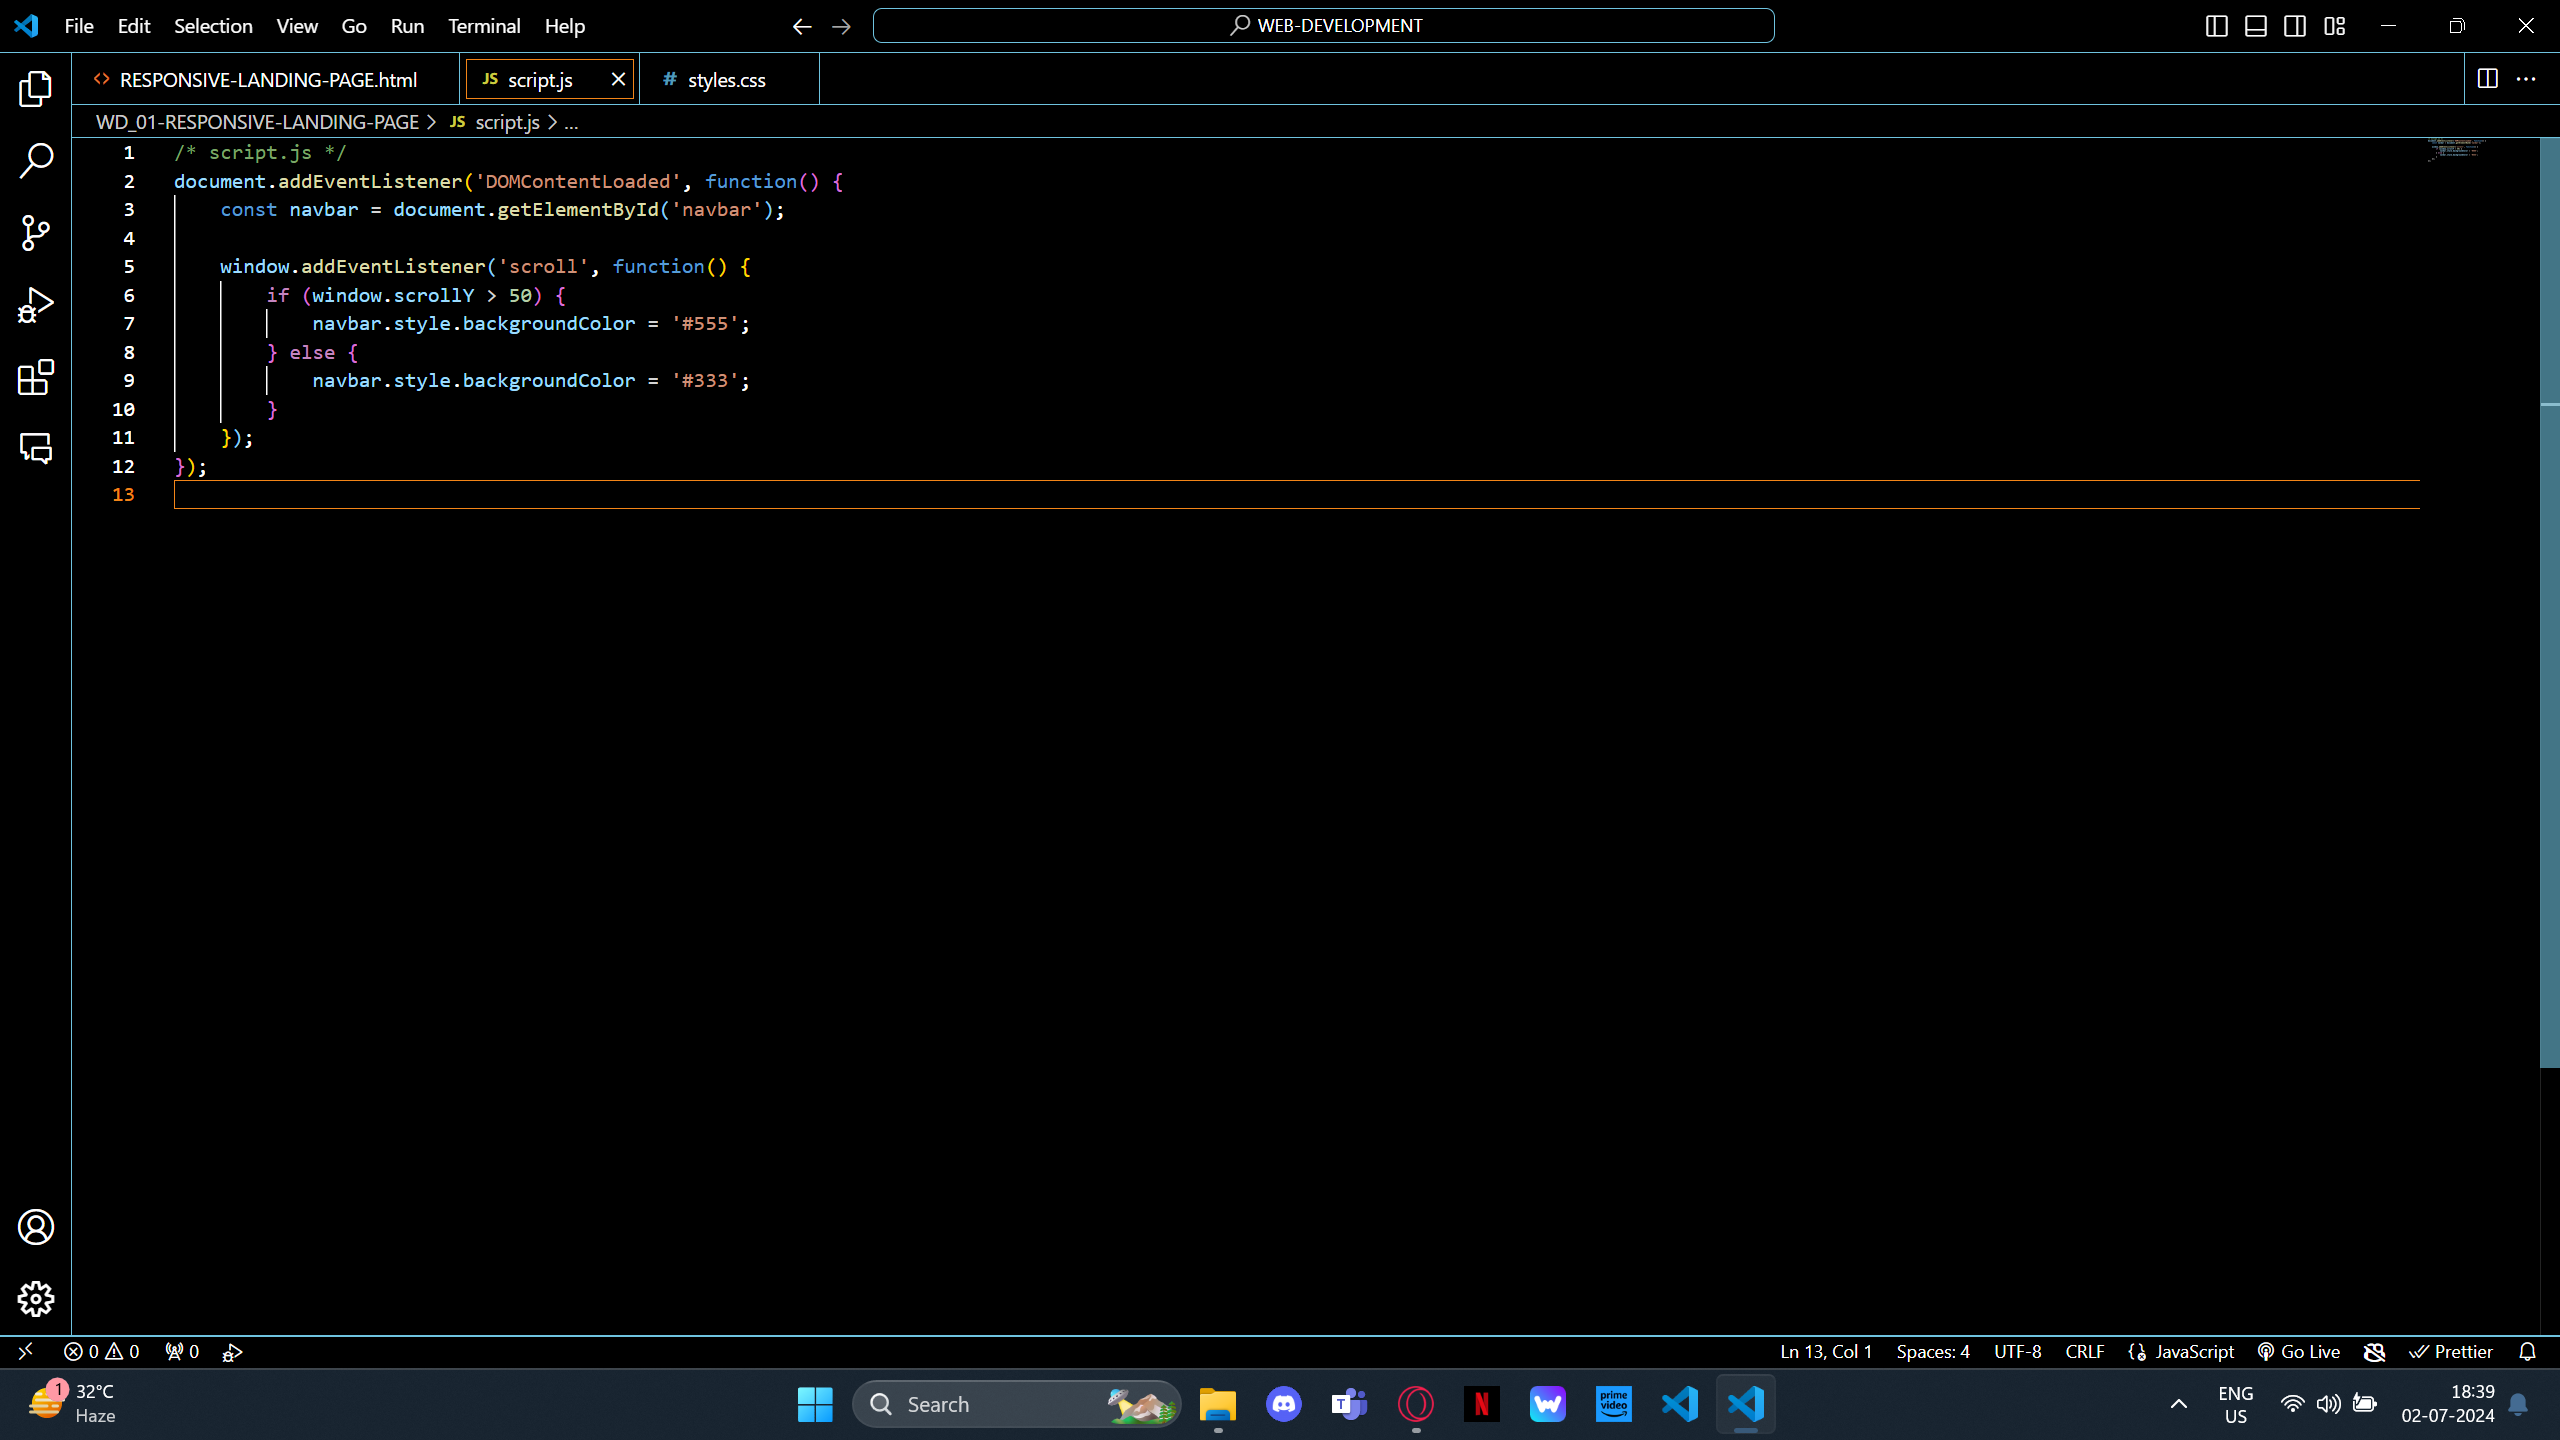 File Edit Selection View Go Run Terminal Help WEB-DEVELOPMENT
RESPONSIVE-LANDING-PAGE.html JS script.js # styles.css
WD_01-RESPONSIVE-LANDING-PAGE > JS script.js > ...
1 /* script.js */
2 document.addEventListener('DOMContentLoaded', function() {
3     const navbar = document.getElementById('navbar');
4
5     window.addEventListener('scroll', function() {
6         if (window.scrollY > 50) {
7             navbar.style.backgroundColor = '#555';
8         } else {
9             navbar.style.backgroundColor = '#333';
10         }
11     });
12 });
13
0 0 0 Ln 13, Col 1 Spaces: 4 UTF-8 CRLF {} JavaScript Go Live Prettier
1 32°C
Haze
Search
T
N
W
prime
video
ENG
US
18:39
02-07-2024